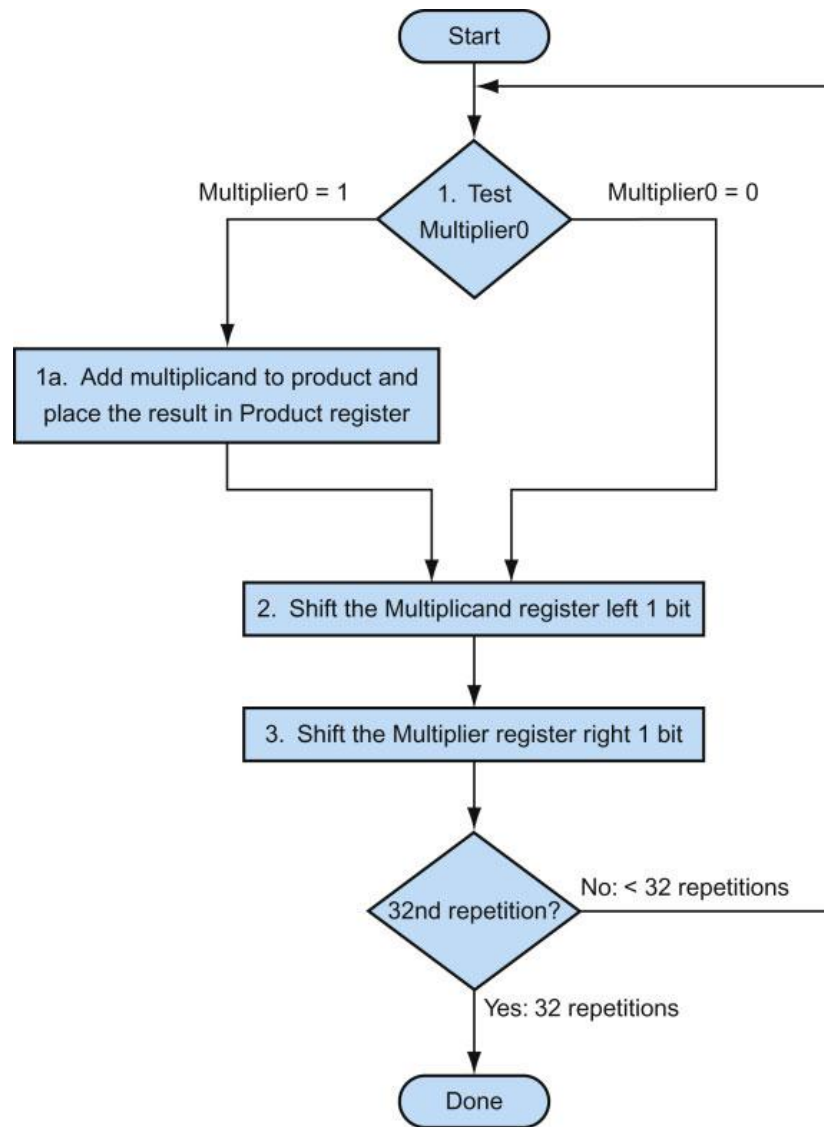 Start
Multiplier0 = 1
1. Test
Multiplier0
Multiplier0 = 0
1a. Add multiplicand to product and
place the result in Product register
2. Shift the Multiplicand register left 1 bit
3. Shift the Multiplier register right 1 bit
32nd repetition?
No: < 32 repetitions
Yes: 32 repetitions
Done